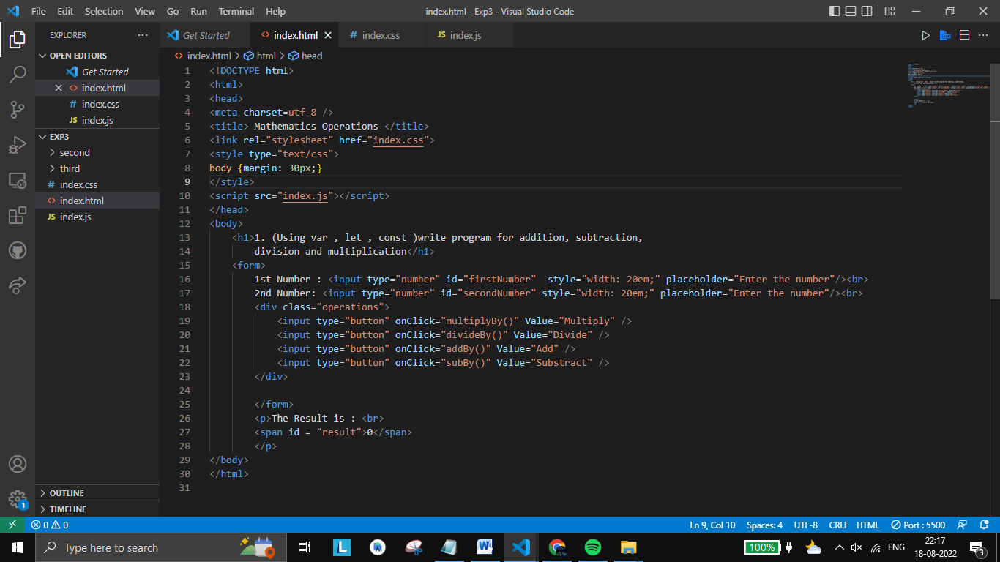 File Edit Selection View Go Run Terminal Help index.html - Exp3 - Visual Studio Code
EXPLORER
OPEN EDITORS
Get Started
index.html
index.css
index.js
EXP3
second
third
index.css
index.html
index.js
OUTLINE
TIMELINE
Get Started index.html index.css index.js
index.html > html > head
1 <!DOCTYPE html>
2 <html>
3 <head>
4 <meta charset=utf-8 />
5 <title> Mathematics Operations </title>
6 <link rel="stylesheet" href="index.css">
7 <style type="text/css">
8 body {margin: 30px;}
9 </style>
10 <script src="index.js"></script>
11 </head>
12 <body>
13 <h1>1. (Using var , let , const )write program for addition, subtraction,
14 division and multiplication</h1>
15 <form>
16 1st Number : <input type="number" id="firstNumber"  style="width: 20em;" placeholder="Enter the number"/><br>
17 2nd Number: <input type="number" id="secondNumber" style="width: 20em;" placeholder="Enter the number"/><br>
18 <div class="operations">
19 <input type="button" onClick="multiplyBy()" Value="Multiply" />
20 <input type="button" onClick="divideBy()" Value="Divide" />
21 <input type="button" onClick="addBy()" Value="Add" />
22 <input type="button" onClick="subBy()" Value="Substract" />
23 </div>
24
25 </form>
26 <p>The Result is : <br>
27 <span id = "result">0</span>
28 </p>
29 </body>
30 </html>
31
0 0 Ln 9, Col 10 Spaces: 4 UTF-8 CRLF HTML Port : 5500
Type here to search 100% ENG 22:17
18-08-2022 3